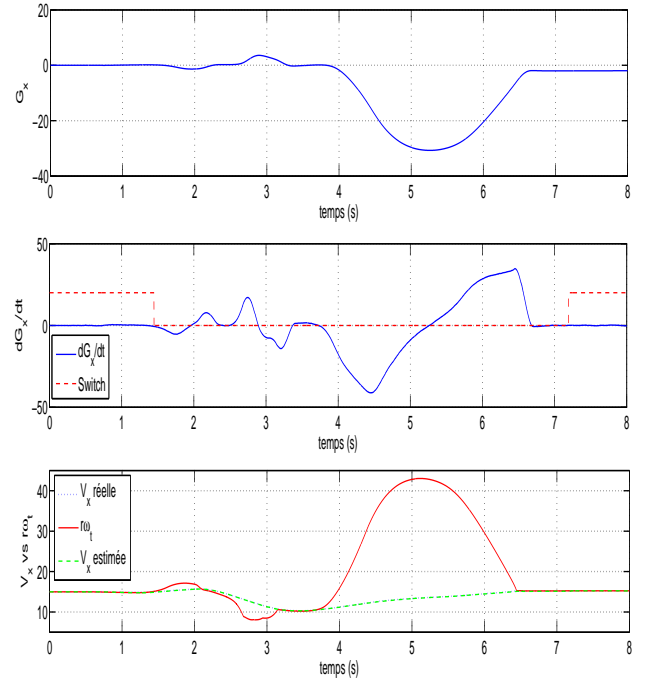 20
0
−20
−40
G_x
0 1 2 3 4 5 6 7 8
temps (s)
50
0
−50
dG_x/dt
dG_x/dt
Switch
0 1 2 3 4 5 6 7 8
temps (s)
40
30
20
10
V_x vs rω_t
V_x réelle
rω_t
V_x estimée
0 1 2 3 4 5 6 7 8
temps (s)